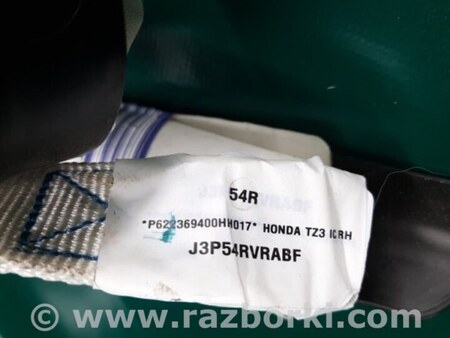 54R
*P622369400HH017* HONDA TZ3 ICRH
J3P54RVRABF
© www.razborki.com